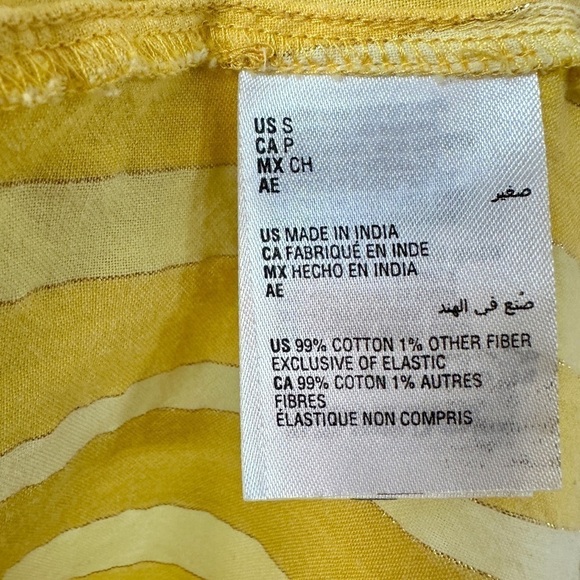 US S
CA P
MX CH
AE
صغير
US MADE IN INDIA
CA FABRIQUÉ EN INDE
MX HECHO EN INDIA
AE
صُنع في الهند
US 99% COTTON 1% OTHER FIBER
EXCLUSIVE OF ELASTIC
CA 99% COTON 1% AUTRES
FIBRES
ÉLASTIQUE NON COMPRIS